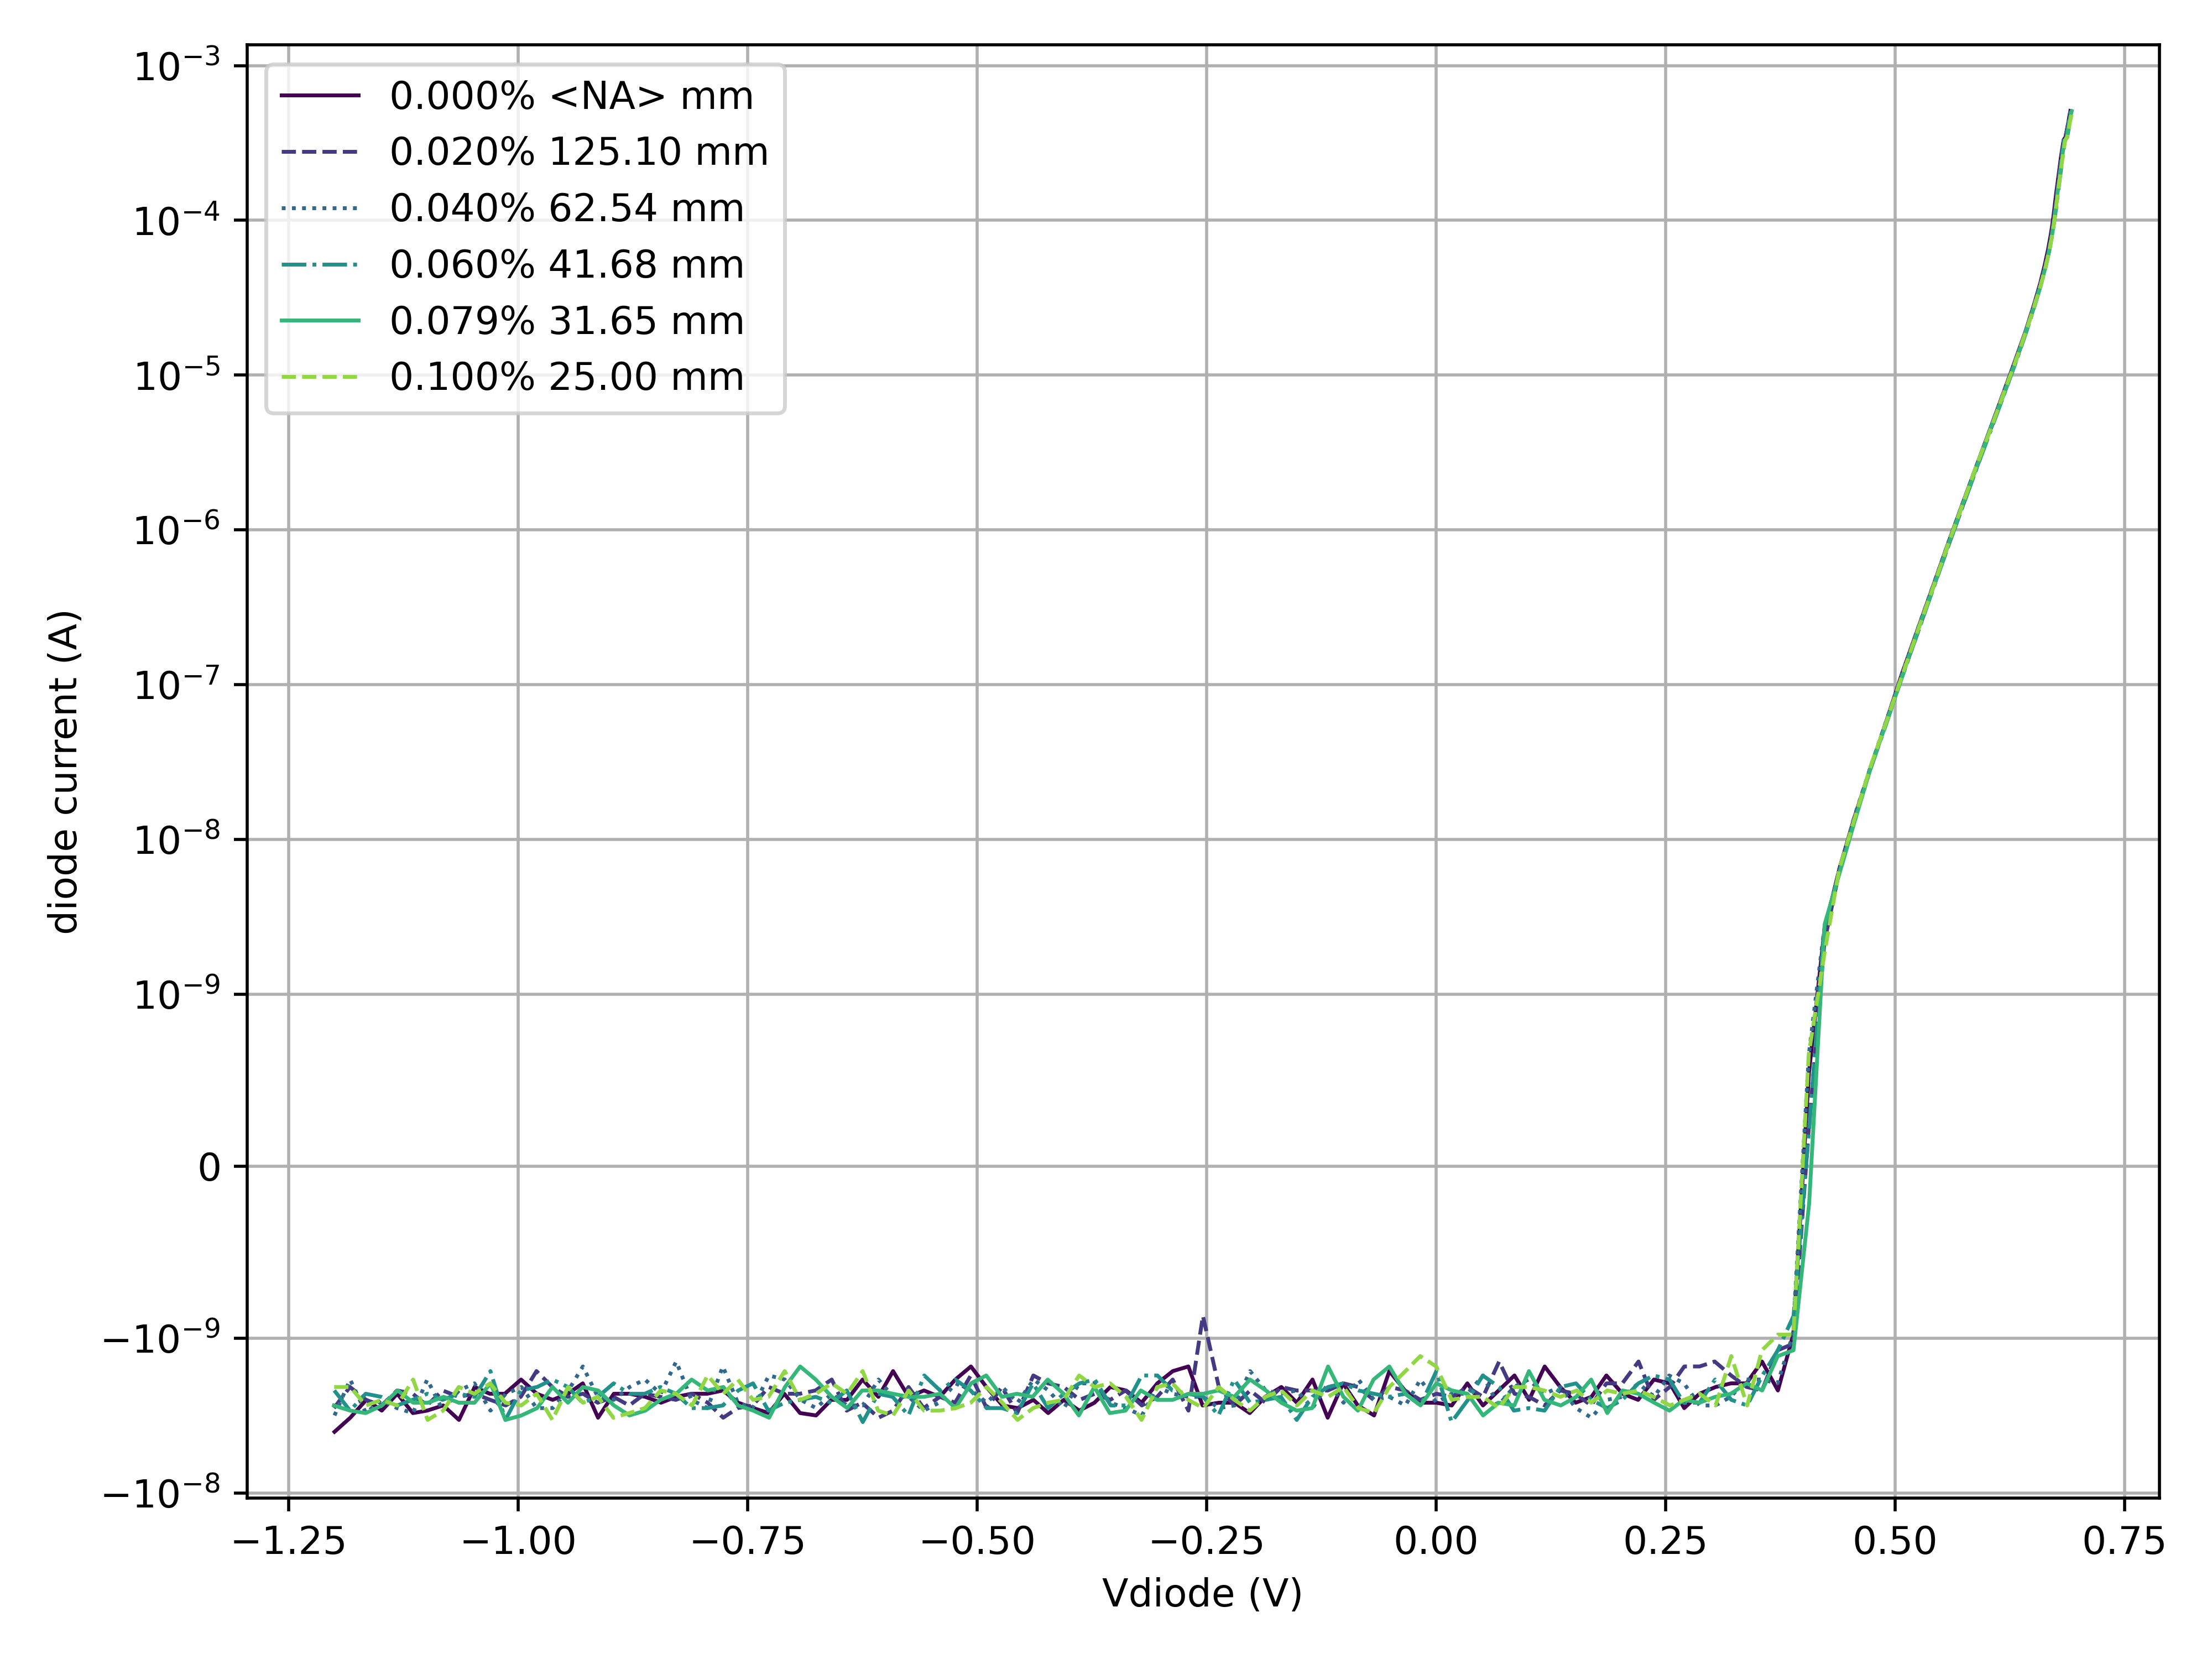 10⁻³
10⁻⁴
10⁻⁵
10⁻⁶
10⁻⁷
10⁻⁸
10⁻⁹
0
−10⁻⁹
−10⁻⁸
diode current (A)
0.000% <NA> mm
0.020% 125.10 mm
0.040% 62.54 mm
0.060% 41.68 mm
0.079% 31.65 mm
0.100% 25.00 mm
−1.25 −1.00 −0.75 −0.50 −0.25 0.00 0.25 0.50 0.75
Vdiode (V)